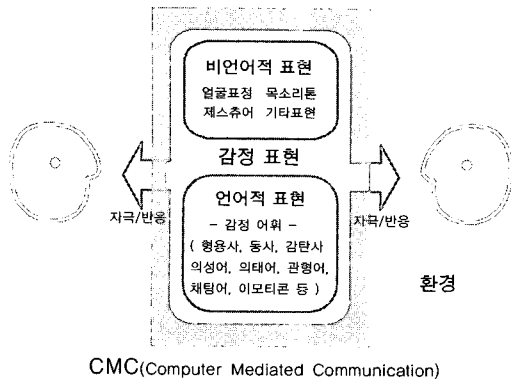 비언어적 표현
얼굴표정 목소리톤
제스츄어 기타표현
감정 표현
언어적 표현
- 감정 어휘 -
( 형용사, 동사, 감탄사
의성어, 의태어, 관형어,
채팅어, 이모티콘 등 )
자극/반응
자극/반응
환경
CMC(Computer Mediated Communication)